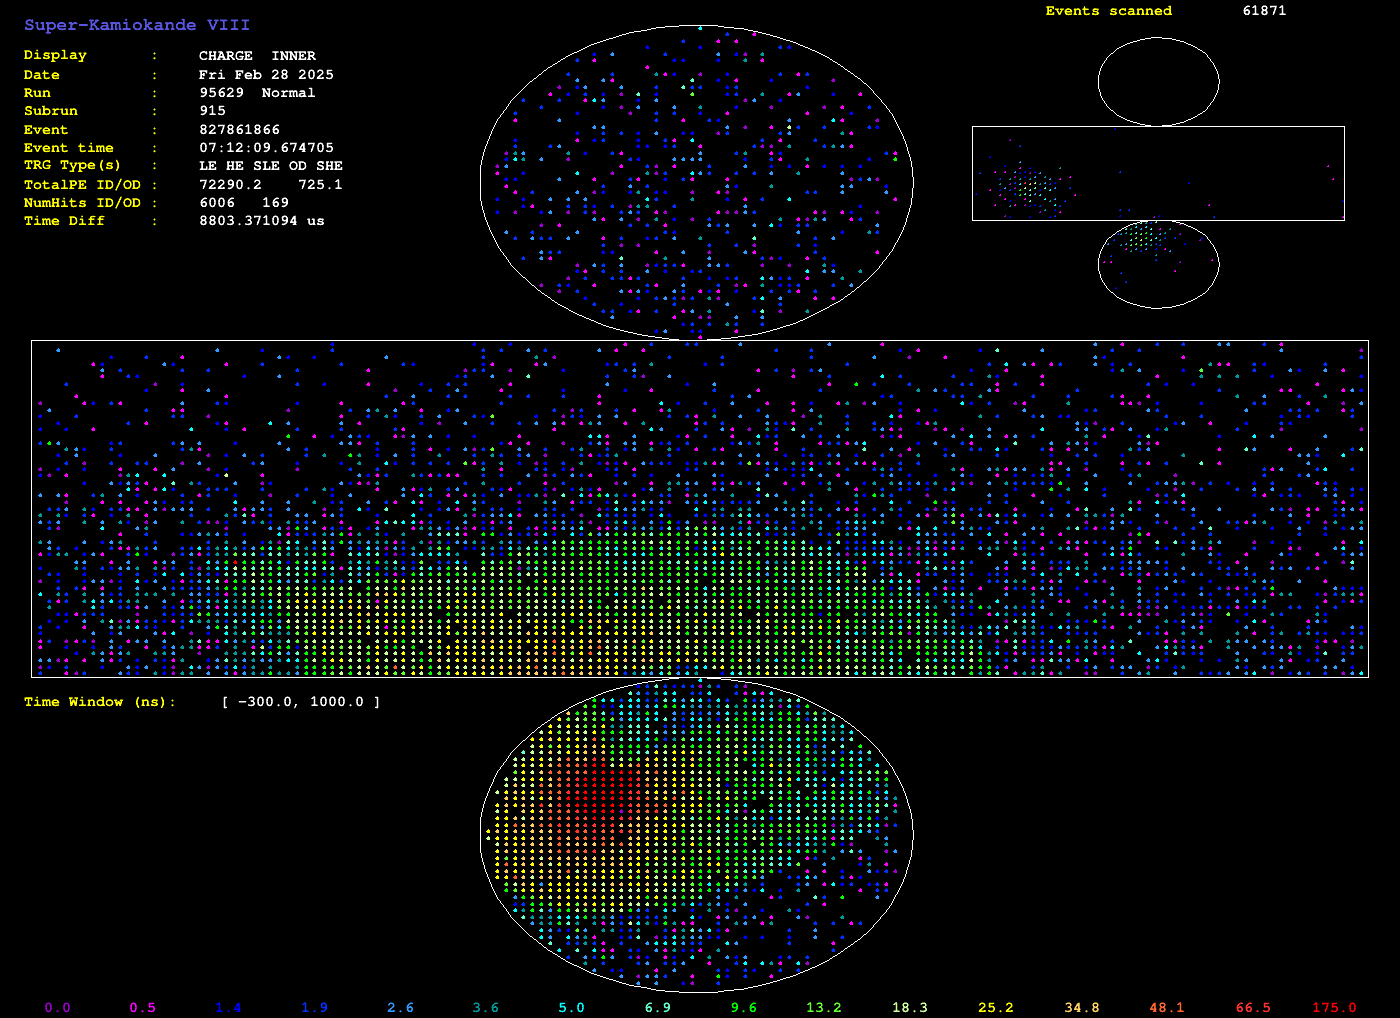 Super-Kamiokande VIII
Display : CHARGE INNER
Date : Fri Feb 28 2025
Run : 95629 Normal
Subrun : 915
Event : 827861866
Event time : 07:12:09.674705
TRG Type(s) : LE HE SLE OD SHE
TotalPE ID/OD : 72290.2 725.1
NumHits ID/OD : 6006 169
Time Diff : 8803.371094 us
Events scanned 61871
Time Window (ns): [ -300.0, 1000.0 ]
0.0 0.5 1.4 1.9 2.6 3.6 5.0 6.9 9.6 13.2 18.3 25.2 34.8 48.1 66.5 175.0